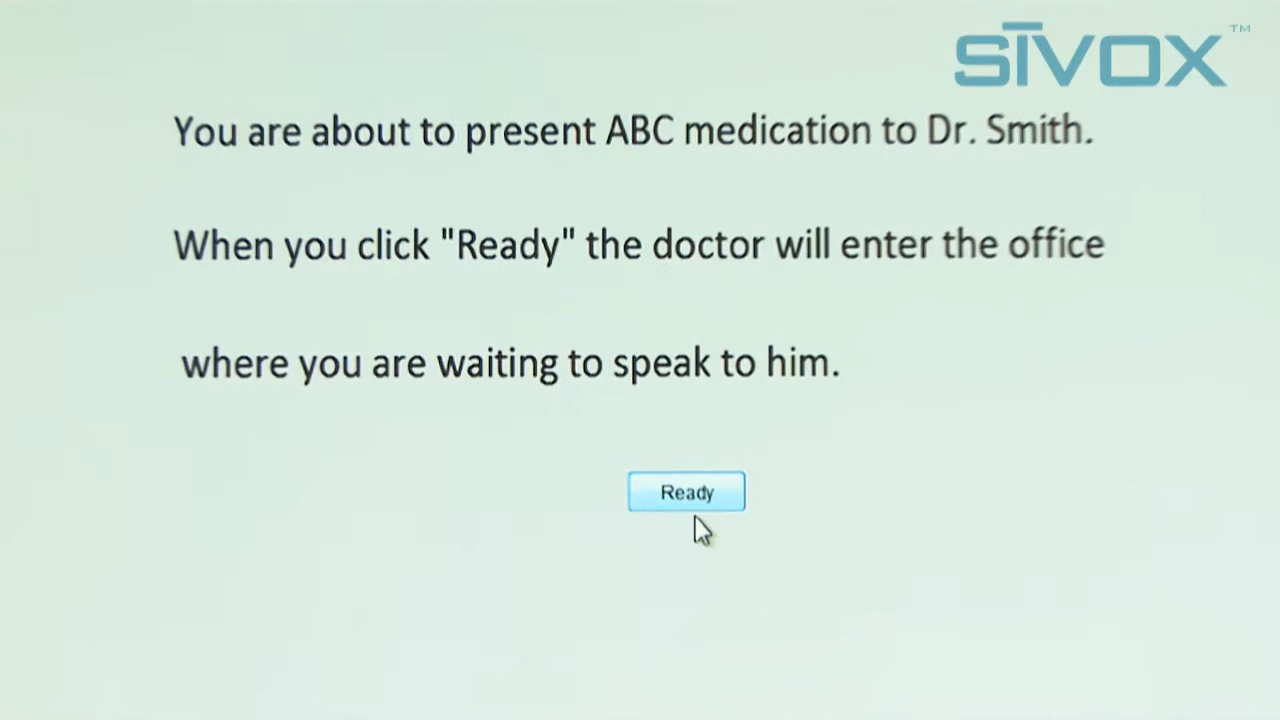 SĪVOX™
You are about to present ABC medication to Dr. Smith.
When you click "Ready" the doctor will enter the office
where you are waiting to speak to him.
Ready